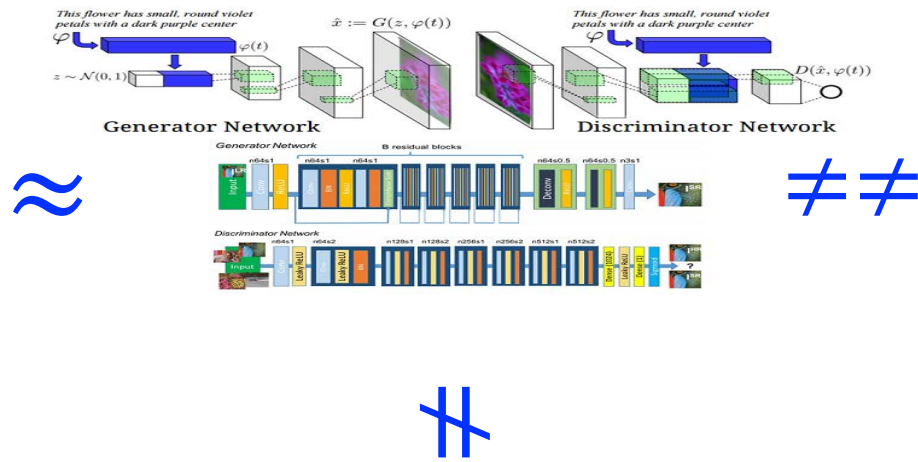 This flower has small, round violet
petals with a dark purple center
φ
φ(t)
z ~ N(0, 1)
x̂ := G(z, φ(t))
Generator Network
This flower has small, round violet
petals with a dark purple center
φ
D(x̂, φ(t))
Discriminator Network
Generator Network
B residual blocks
n64s1 n64s1 n64s1 n64s0.5 n64s0.5 n3s1
Input Conv ReLU BN ReLU BN Deconv ReLU SR
≈
≠ ≠
Discriminator Network
n64s1 n64s2 n128s1 n128s2 n256s1 n256s2 n512s1 n512s2
Input Conv Leaky ReLU Conv Leaky ReLU BN Dense (1024) Leaky ReLU Dense (1) Sigmoid ?
∦